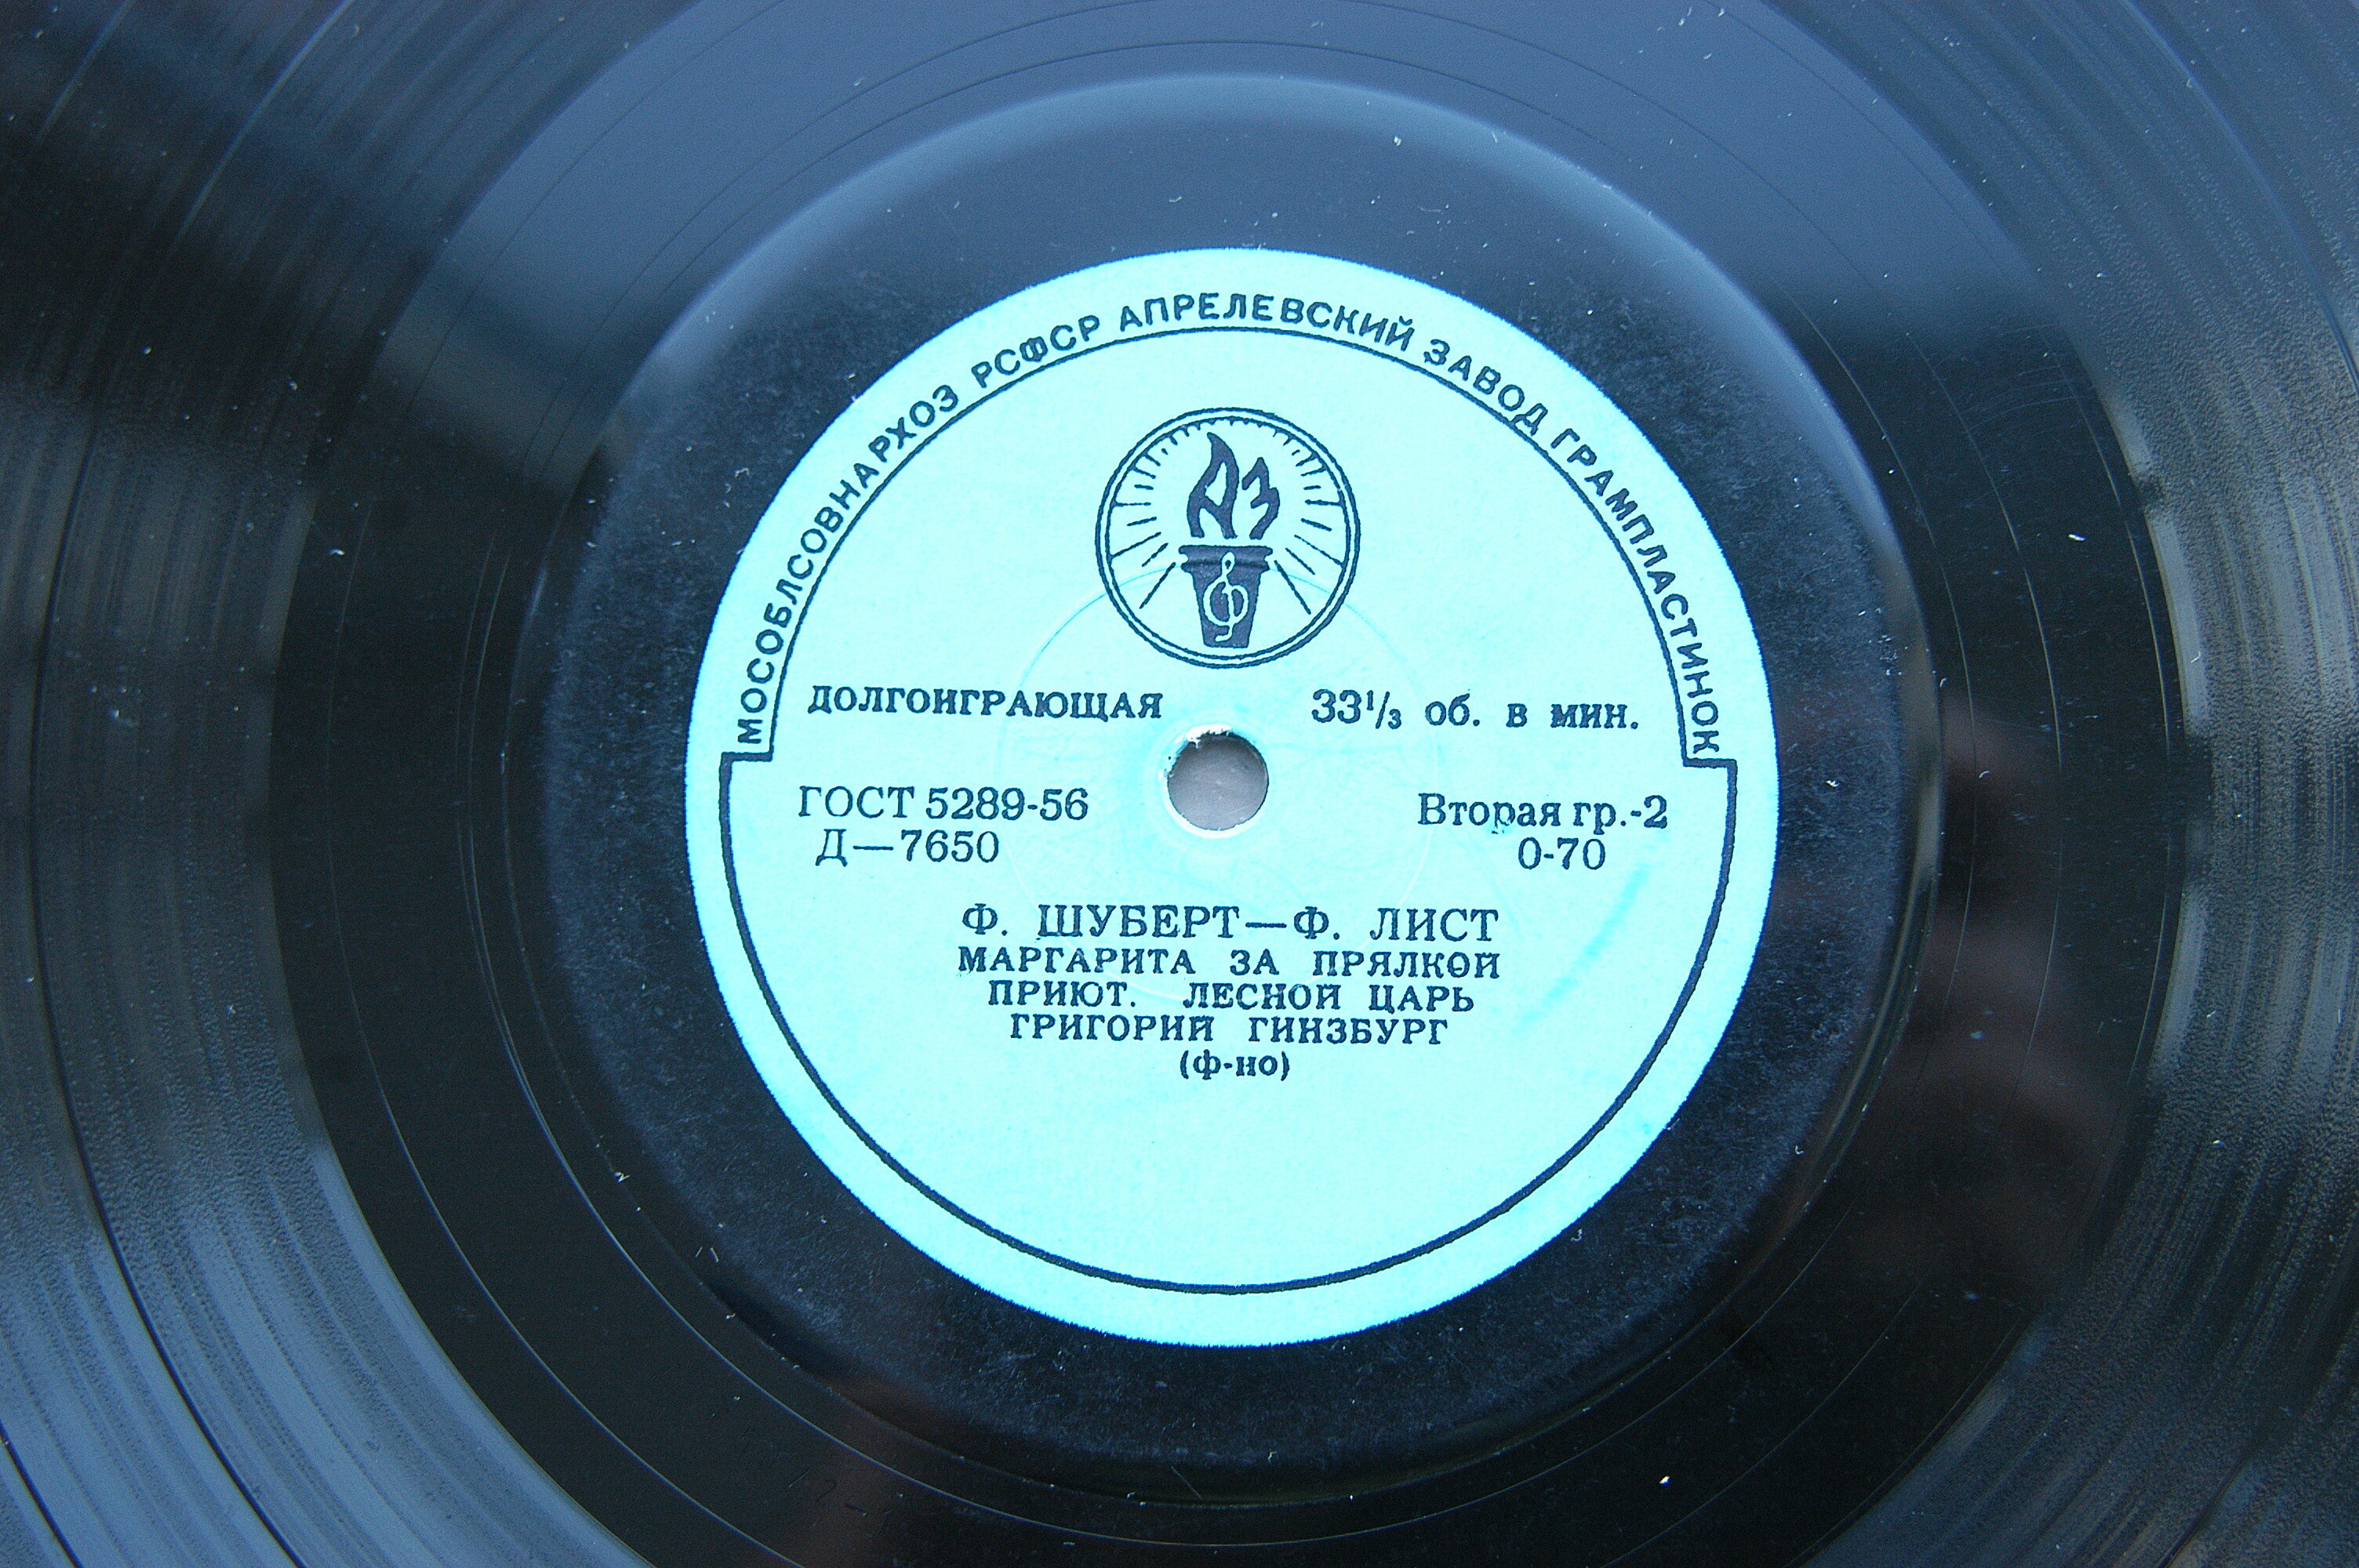 МОСОБЛСОВНАРХОЗ РСФСР АПРЕЛЕВСКИЙ ЗАВОД ГРАМПЛАСТИНОК
АЗ
ДОЛГОИГРАЮЩАЯ 33⅓ об. в мин.
ГОСТ 5289-56 Вторая гр.-2
Д—7650 0-70
Ф. ШУБЕРТ—Ф. ЛИСТ
МАРГАРИТА ЗА ПРЯЛКОЙ
ПРИЮТ. ЛЕСНОЙ ЦАРЬ
ГРИГОРИЙ ГИНЗБУРГ
(ф-но)